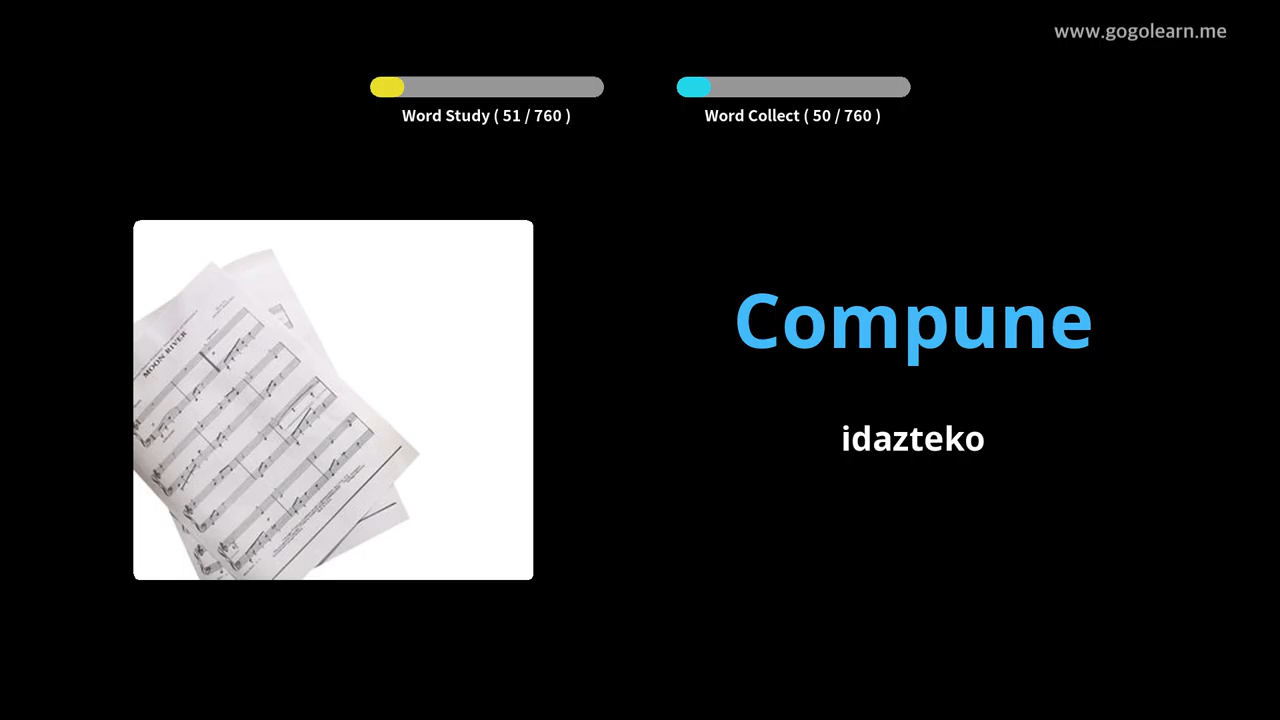 www.gogolearn.me
Word Study ( 51 / 760 )
Word Collect ( 50 / 760 )
MOON RIVER
Compune
idazteko